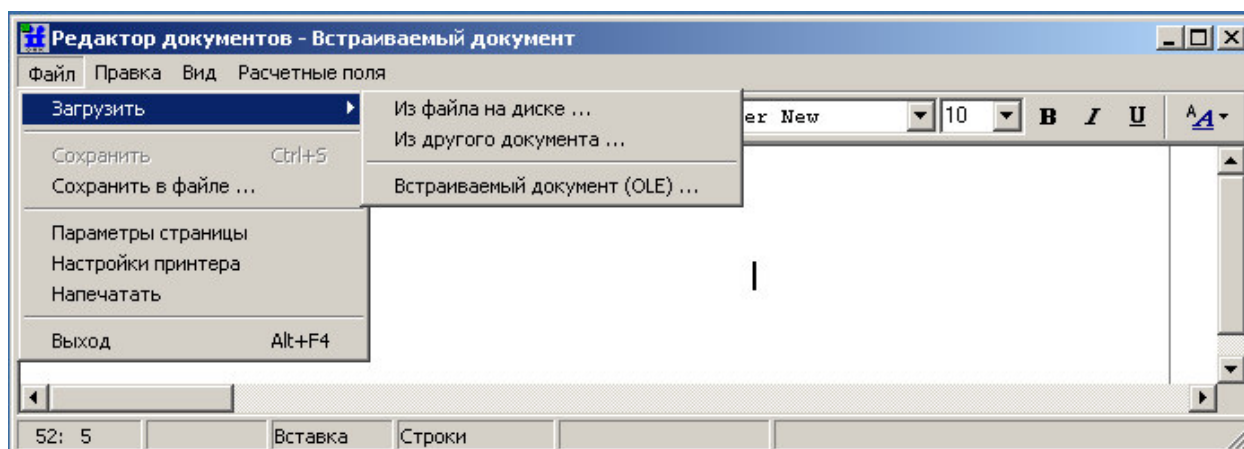 Редактор документов - Встраиваемый документ
Файл Правка Вид Расчетные поля
Загрузить
Из файла на диске ...
er New 10 B I U AA
Из другого документа ...
Сохранить Ctrl+S
Сохранить в файле ...
Встраиваемый документ (OLE) ...
Параметры страницы
Настройки принтера
Напечатать
Выход Alt+F4
52: 5 Вставка Строки